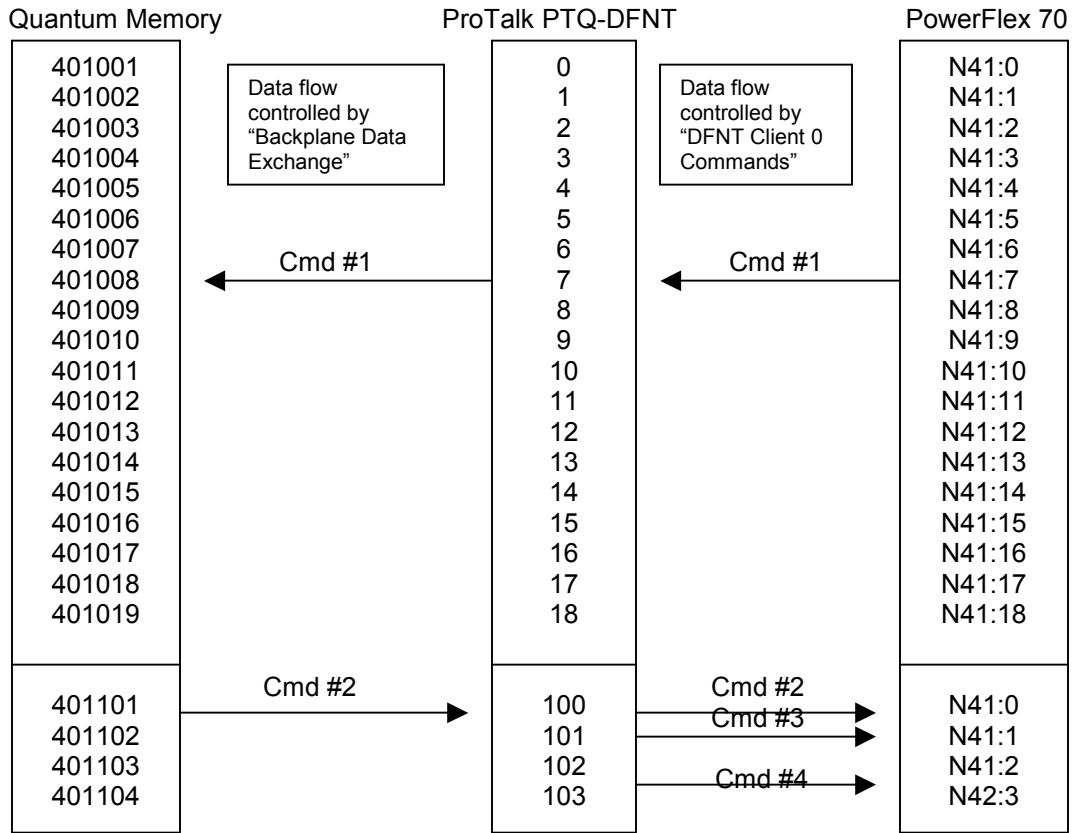 Quantum Memory
ProTalk PTQ-DFNT
PowerFlex 70
401001
401002
401003
401004
401005
401006
401007
401008
401009
401010
401011
401012
401013
401014
401015
401016
401017
401018
401019
Data flow
controlled by
“Backplane Data
Exchange”
Cmd #1
0
1
2
3
4
5
6
7
8
9
10
11
12
13
14
15
16
17
18
Data flow
controlled by
“DFNT Client 0
Commands”
Cmd #1
N41:0
N41:1
N41:2
N41:3
N41:4
N41:5
N41:6
N41:7
N41:8
N41:9
N41:10
N41:11
N41:12
N41:13
N41:14
N41:15
N41:16
N41:17
N41:18
401101
401102
401103
401104
Cmd #2
100
101
102
103
Cmd #2
Cmd #3
Cmd #4
N41:0
N41:1
N41:2
N42:3